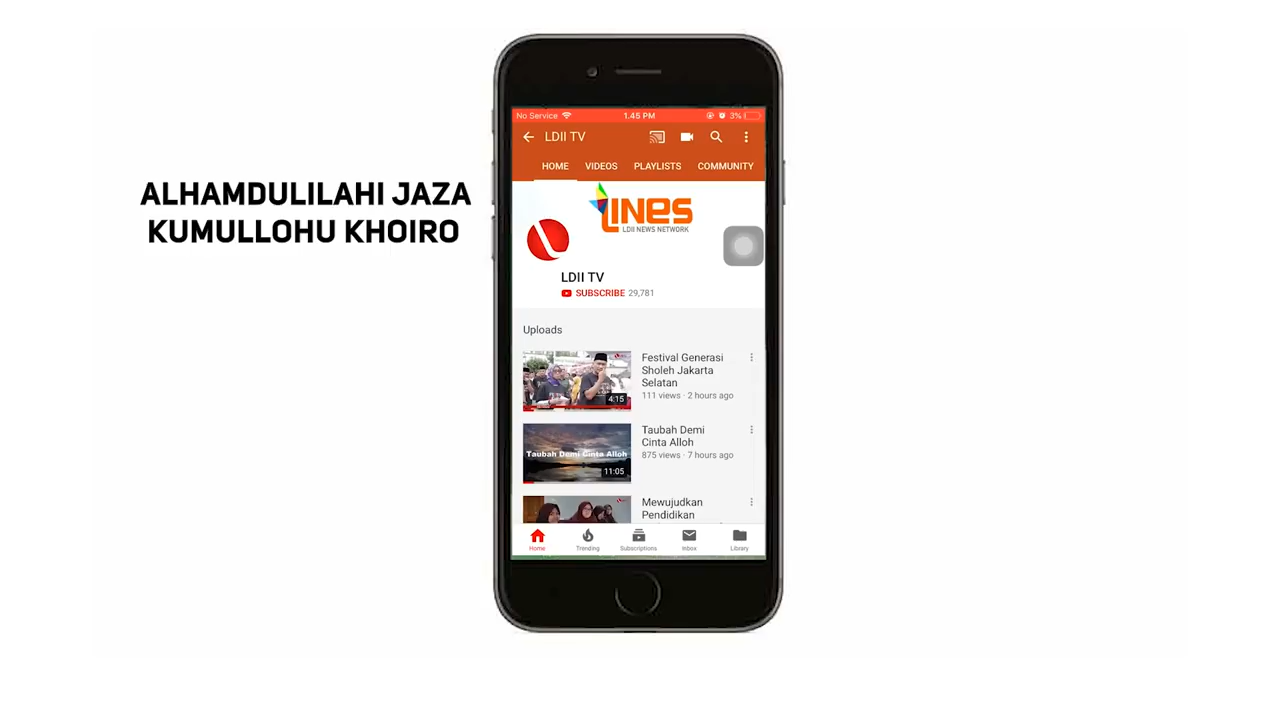 ALHAMDULILAHI JAZA
KUMULLOHU KHOIRO
No Service 1.45 PM 3%
LDII TV
HOME VIDEOS PLAYLISTS COMMUNITY
LINES
LDII NEWS NETWORK
LDII TV
SUBSCRIBE 29,781
Uploads
Festival Generasi
Sholeh Jakarta
Selatan
111 views · 2 hours ago
4:15
Taubah Demi
Cinta Alloh
875 views · 7 hours ago
Taubah Demi Cinta Alloh
11:05
Mewujudkan
Pendidikan
Home Trending Subscriptions Inbox Library